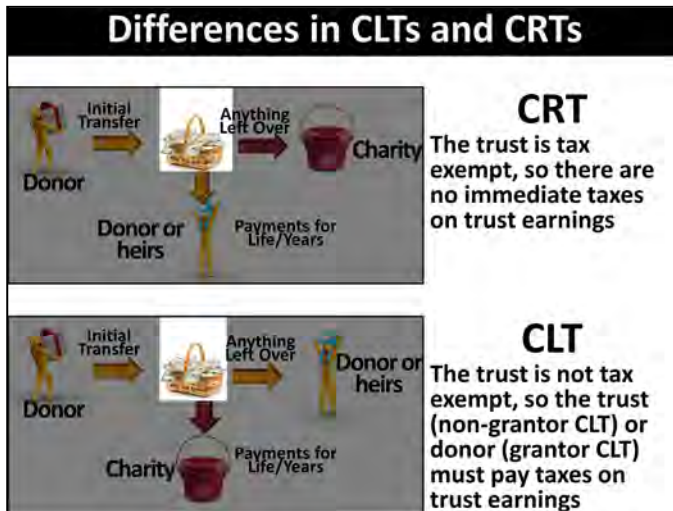 Differences in CLTs and CRTs
Initial
Transfer
Anything
Left Over
Donor
Charity
Donor or
heirs
Payments for
Life/Years
CRT
The trust is tax
exempt, so there are
no immediate taxes
on trust earnings
Initial
Transfer
Anything
Left Over
Donor
Donor or
heirs
Charity
Payments for
Life/Years
CLT
The trust is not tax
exempt, so the trust
(non-grantor CLT) or
donor (grantor CLT)
must pay taxes on
trust earnings